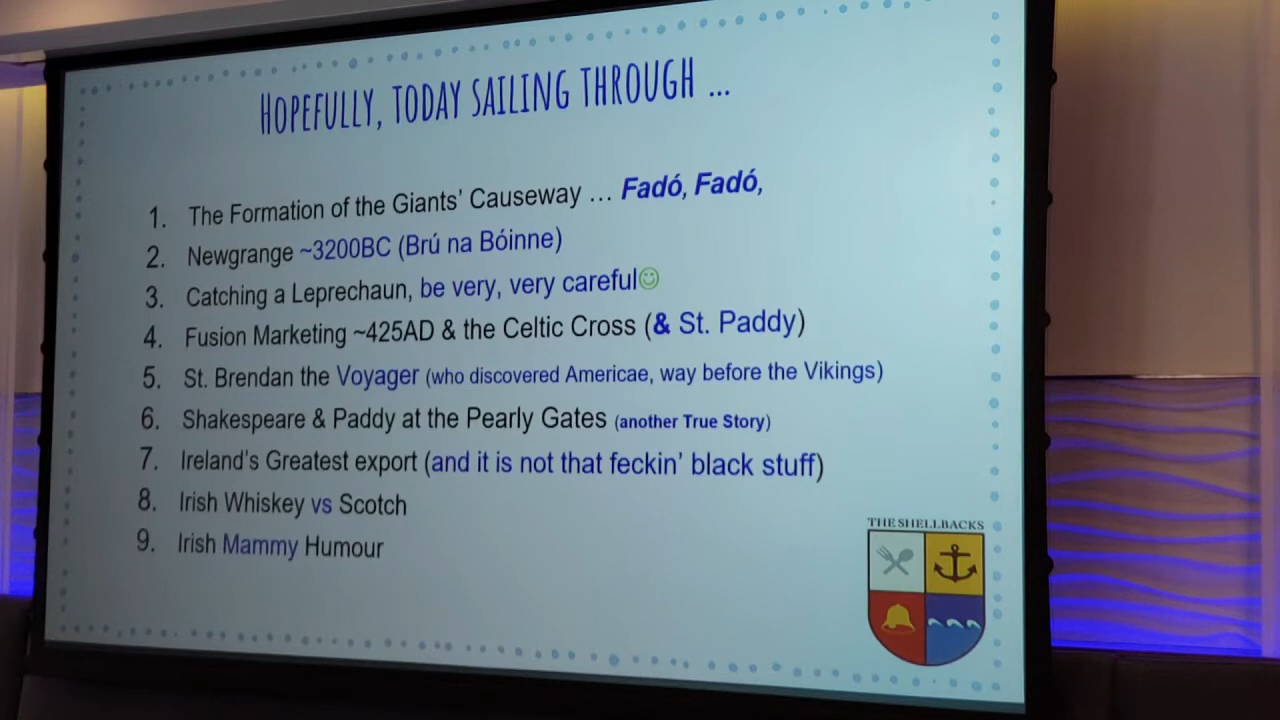 HOPEFULLY, TODAY SAILING THROUGH ...
1. The Formation of the Giants' Causeway ... Fadó, Fadó,
2. Newgrange ~3200BC (Brú na Bóinne)
3. Catching a Leprechaun, be very, very careful☺
4. Fusion Marketing ~425AD & the Celtic Cross (& St. Paddy)
5. St. Brendan the Voyager (who discovered Americae, way before the Vikings)
6. Shakespeare & Paddy at the Pearly Gates (another True Story)
7. Ireland's Greatest export (and it is not that feckin' black stuff)
8. Irish Whiskey vs Scotch
9. Irish Mammy Humour
THE SHELLBACKS